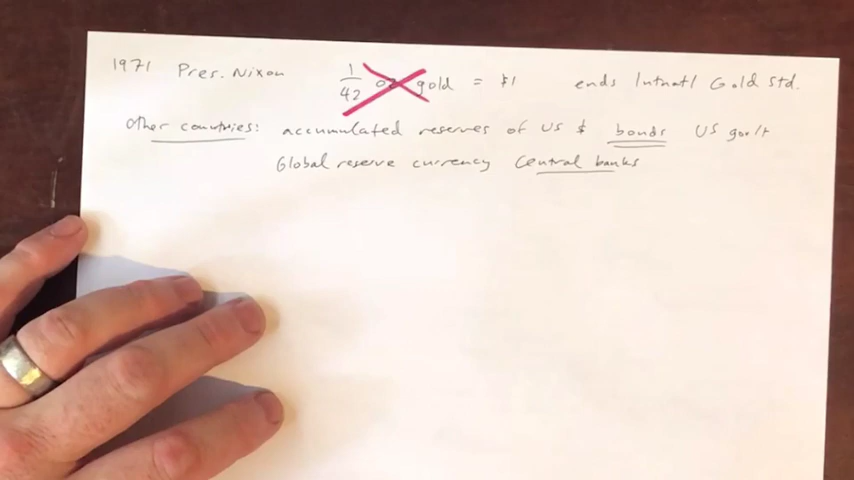 1971 Pres. Nixon 1/42 oz gold = $1 ends Intnat'l Gold Std.
Other countries: accumulated reserves of US $ bonds US gov't
Global reserve currency Central banks